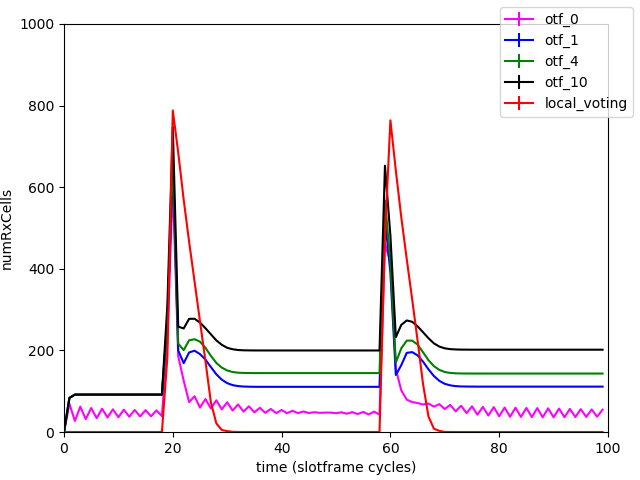 otf_0
otf_1
otf_4
otf_10
local_voting
numRxCells
1000
800
600
400
200
0
0 20 40 60 80 100
time (slotframe cycles)